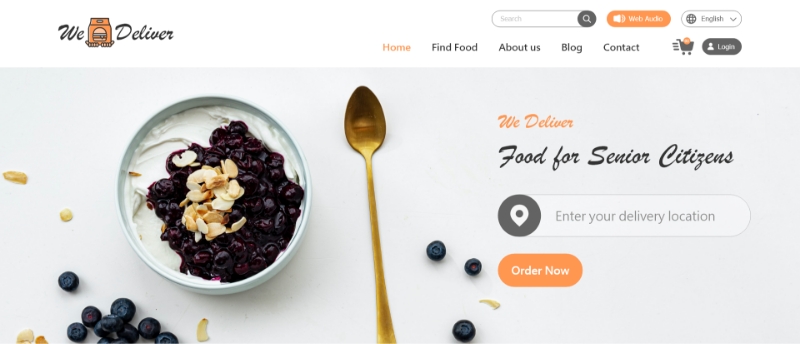 We Deliver
Search
Web Audio
English
Home Find Food About us Blog Contact
Login
We Deliver
Food for Senior Citizens
Enter your delivery location
Order Now